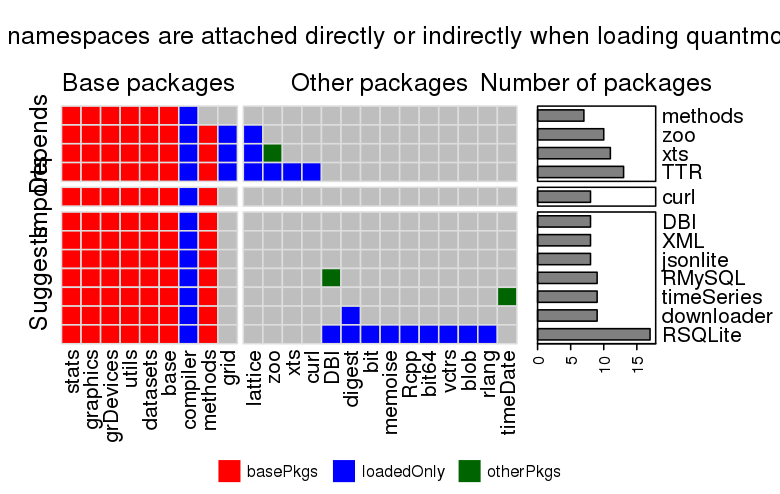 namespaces are attached directly or indirectly when loading quantmo
Base packages
Other packages
Number of packages
Depends
Imports
Suggests
methods
zoo
xts
TTR
curl
DBI
XML
jsonlite
RMySQL
timeSeries
downloader
RSQLite
stats
graphics
grDevices
utils
datasets
base
compiler
methods
grid
lattice
zoo
xts
curl
DBI
digest
bit
memoise
Rcpp
bit64
vctrs
blob
rlang
timeDate
0
5
10
15
basePkgs
loadedOnly
otherPkgs